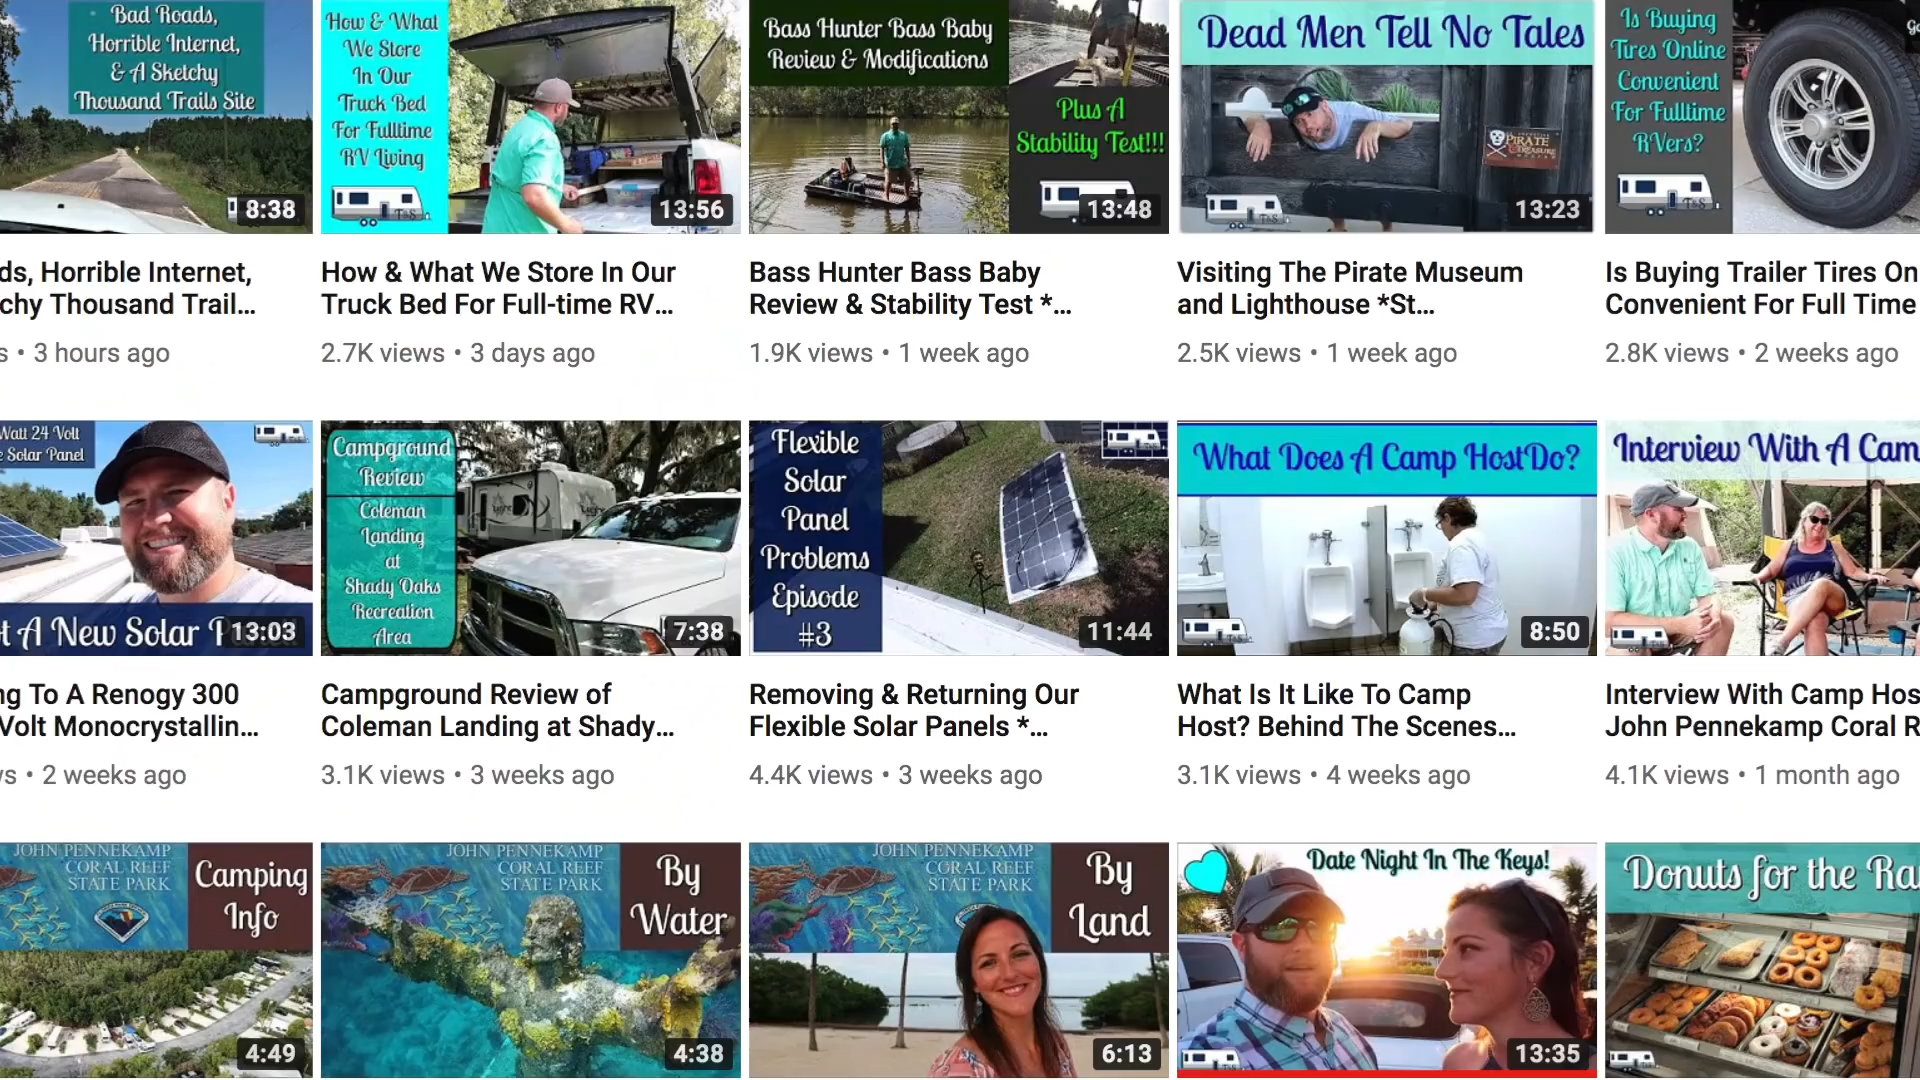 Bad Roads,
Horrible Internet,
& A Sketchy
Thousand Trails Site
8:38
How & What
We Store
In Our
Truck Bed
For Fulltime
RV Living
T&S
13:56
Bass Hunter Bass Baby
Review & Modifications
Plus A
Stability Test!!!
13:48
Dead Men Tell No Tales
PIRATE
TREASURE
T&S
13:23
Is Buying
Tires Online
Convenient
For Fulltime
RVers?
T&S
ds, Horrible Internet,
chy Thousand Trail...
s • 3 hours ago
How & What We Store In Our
Truck Bed For Full-time RV...
2.7K views • 3 days ago
Bass Hunter Bass Baby
Review & Stability Test *...
1.9K views • 1 week ago
Visiting The Pirate Museum
and Lighthouse *St...
2.5K views • 1 week ago
Is Buying Trailer Tires On
Convenient For Full Time
2.8K views • 2 weeks ago
Watt 24 Volt
e Solar Panel
t A New Solar P
13:03
Campground
Review
Coleman
Landing
at
Shady Oaks
Recreation
Area
7:38
Flexible
Solar
Panel
Problems
Episode
#3
11:44
What Does A Camp Host Do?
8:50
Interview With A Cam
ng To A Renogy 300
Volt Monocrystallin...
vs • 2 weeks ago
Campground Review of
Coleman Landing at Shady...
3.1K views • 3 weeks ago
Removing & Returning Our
Flexible Solar Panels *...
4.4K views • 3 weeks ago
What Is It Like To Camp
Host? Behind The Scenes...
3.1K views • 4 weeks ago
Interview With Camp Hos
John Pennekamp Coral R
4.1K views • 1 month ago
JOHN PENNEKAMP
CORAL REEF
STATE PARK
Camping
Info
4:49
JOHN PENNEKAMP
CORAL REEF
STATE PARK
By
Water
4:38
JOHN PENNEKAMP
CORAL REEF
STATE PARK
By
Land
6:13
Date Night In The Keys!
13:35
Donuts for the Ra